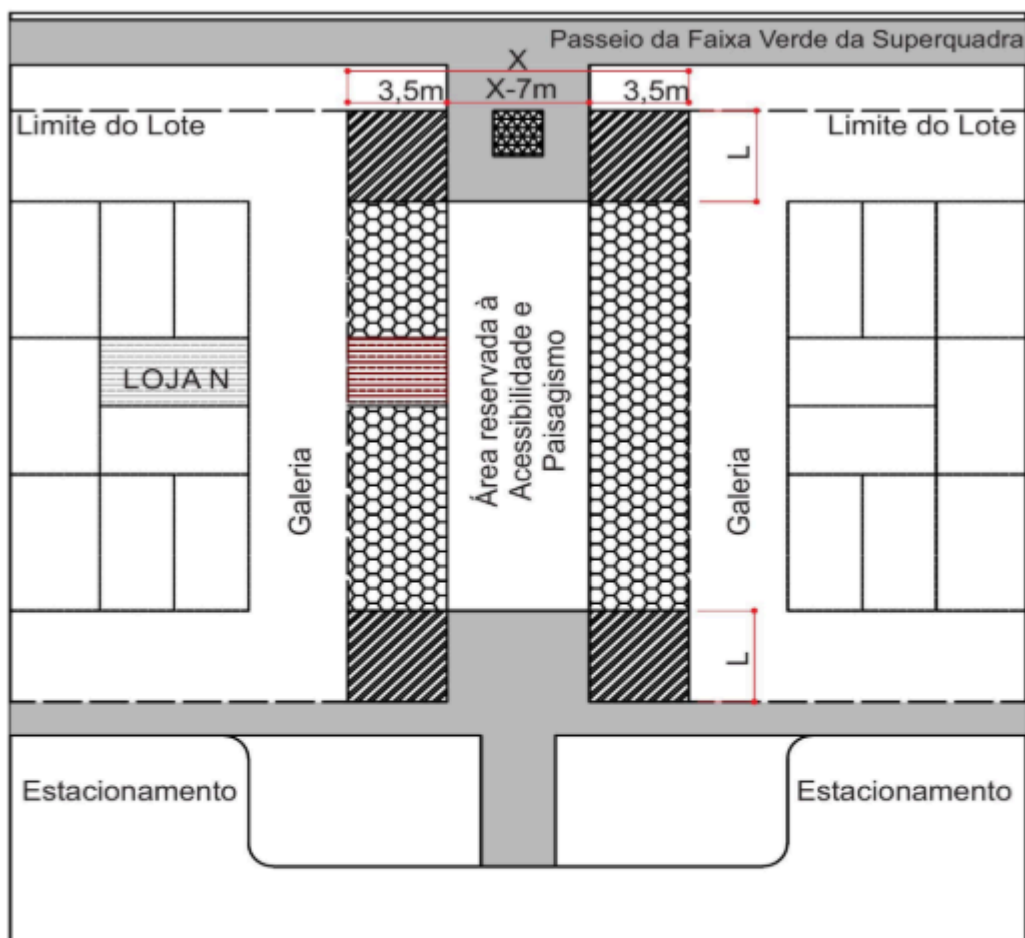 Passeio da Faixa Verde da Superquadra
X
3,5m
X-7m
3,5m
Limite do Lote
Limite do Lote
L
LOJA N
Galeria
Área reservada à
Acessibilidade e
Paisagismo
Galeria
L
Estacionamento
Estacionamento